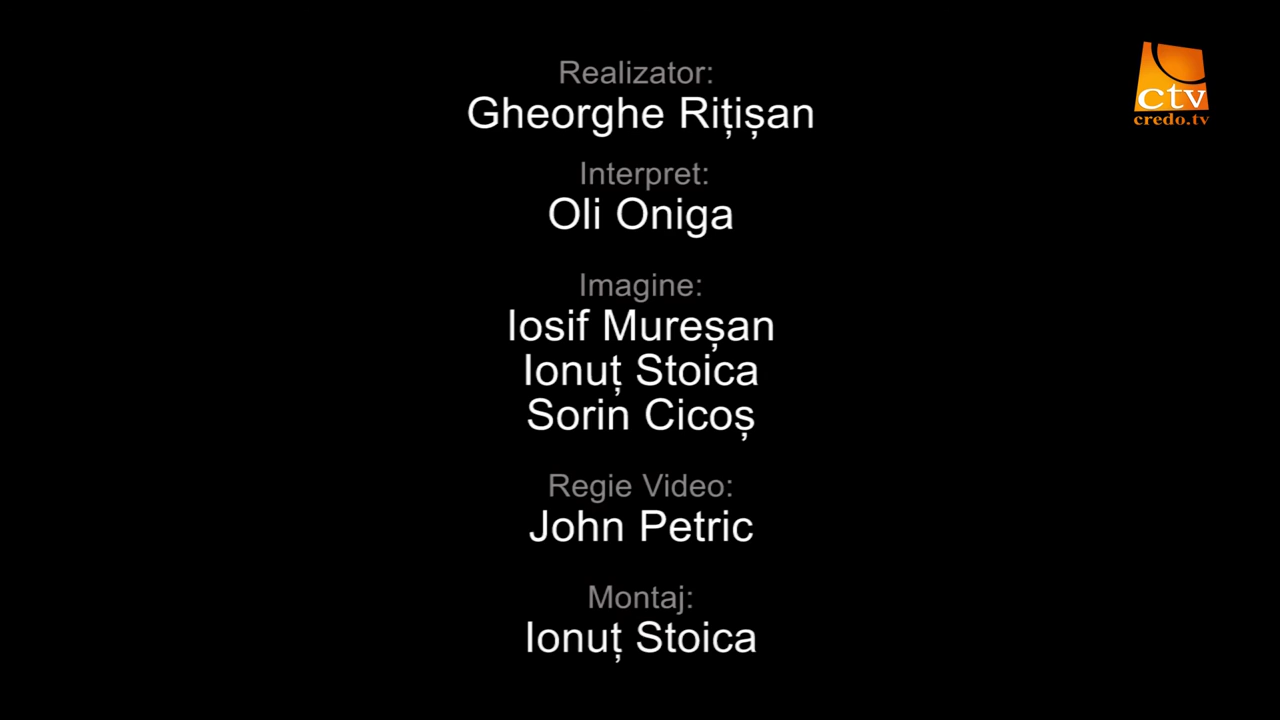 Realizator:
Gheorghe Rițișan
Interpret:
Oli Oniga
Imagine:
Iosif Mureșan
Ionuț Stoica
Sorin Cicoș
Regie Video:
John Petric
Montaj:
Ionuț Stoica
ctv
credo.tv